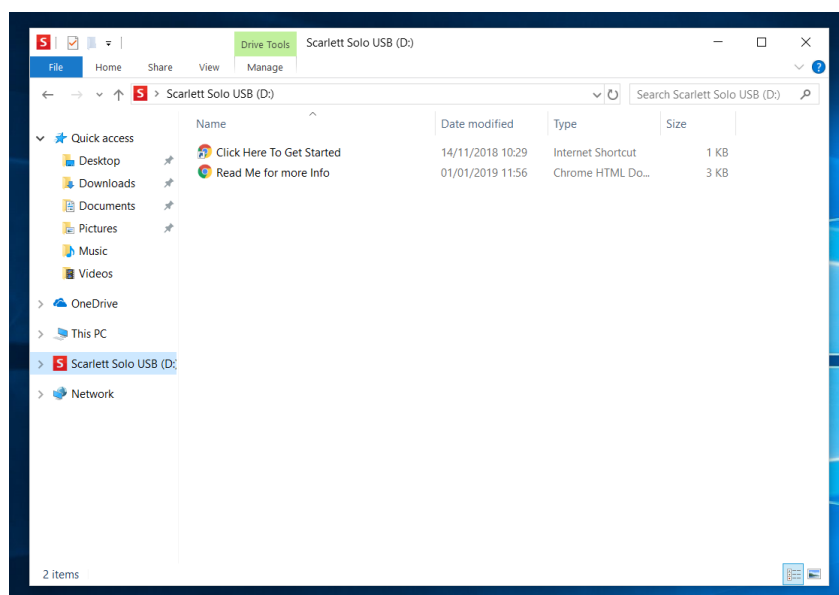 S
Drive Tools Scarlett Solo USB (D:)
File Home Share View Manage
S > Scarlett Solo USB (D:) Search Scarlett Solo USB (D:)
Name Date modified Type Size
Quick access
Click Here To Get Started 14/11/2018 10:29 Internet Shortcut 1 KB
Desktop
Read Me for more Info 01/01/2019 11:56 Chrome HTML Do... 3 KB
Downloads
Documents
Pictures
Music
Videos
OneDrive
This PC
S Scarlett Solo USB (D:
Network
2 items